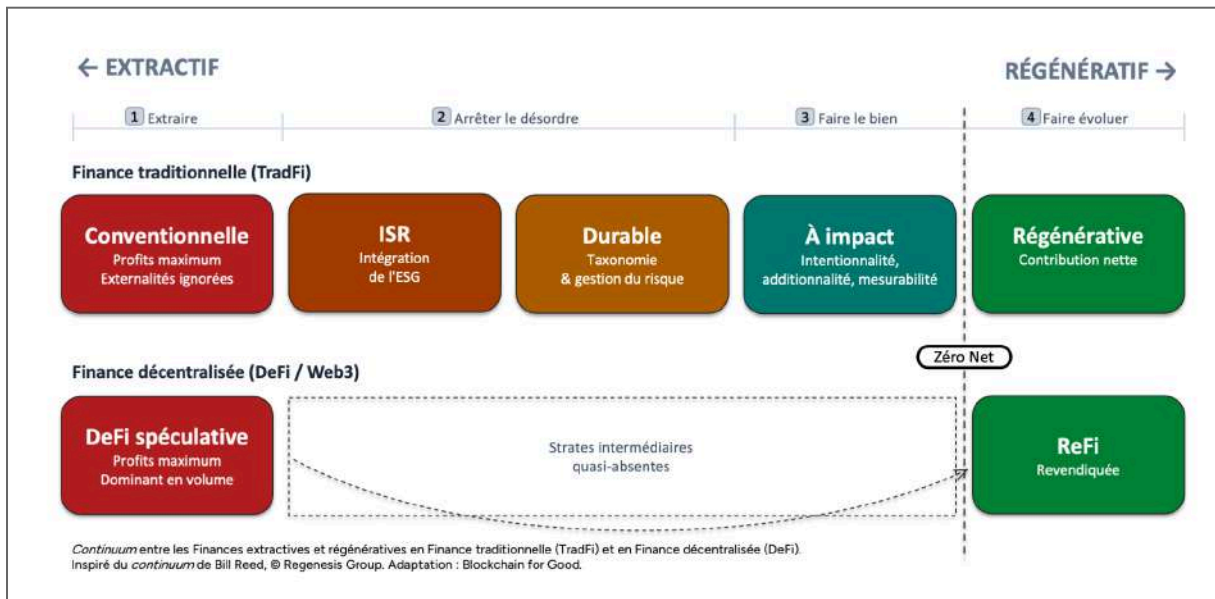 ← EXTRACTIF
RÉGÉNÉRATIF →
1 Extraire
2 Arrêter le désordre
3 Faire le bien
4 Faire évoluer
Finance traditionnelle (TradFi)
Conventionnelle
Profits maximum
Externalités ignorées
ISR
Intégration
de l'ESG
Durable
Taxonomie
& gestion du risque
À impact
Intentionnalité,
additionnalité, mesurabilité
Régénérative
Contribution nette
Zéro Net
Finance décentralisée (DeFi / Web3)
DeFi spéculative
Profits maximum
Dominant en volume
Strates intermédiaires
quasi-absentes
ReFi
Revendiquée
Continuum entre les Finances extractives et régénératives en Finance traditionnelle (TradFi) et en Finance décentralisée (DeFi).
Inspiré du continuum de Bill Reed, © Regenesis Group. Adaptation : Blockchain for Good.